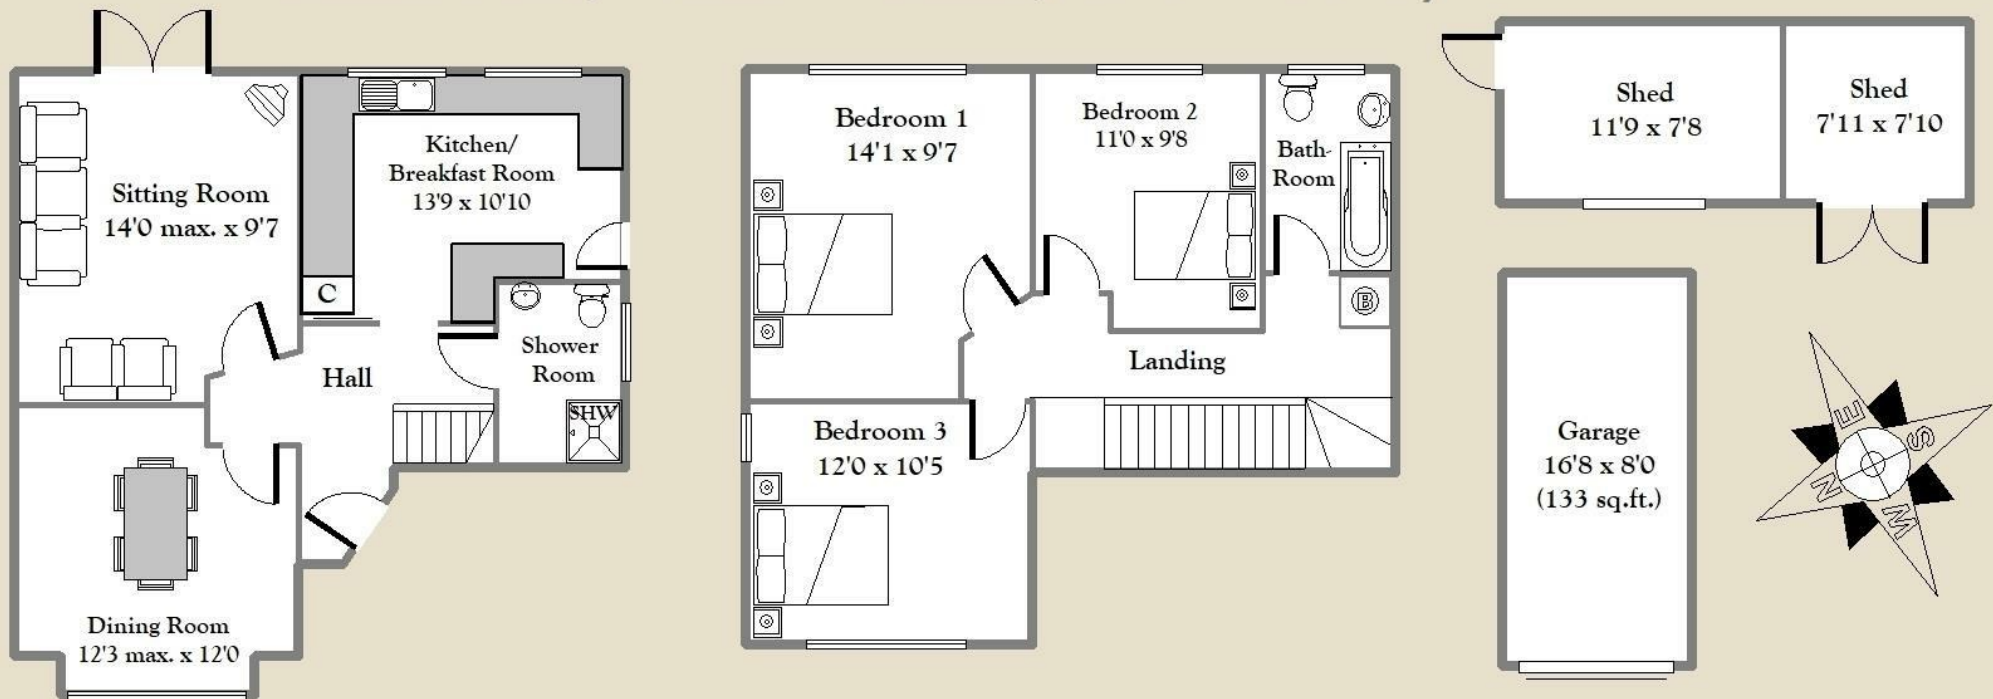 Sitting Room
14'0 max. x 9'7
Kitchen/
Breakfast Room
13'9 x 10'10
C
Hall
Shower
Room
SHW
Dining Room
12'3 max. x 12'0
Bedroom 1
14'1 x 9'7
Bedroom 2
11'0 x 9'8
Bath-
Room
B
Landing
Bedroom 3
12'0 x 10'5
Shed
11'9 x 7'8
Shed
7'11 x 7'10
Garage
16'8 x 8'0
(133 sq.ft.)
E
S
N
W